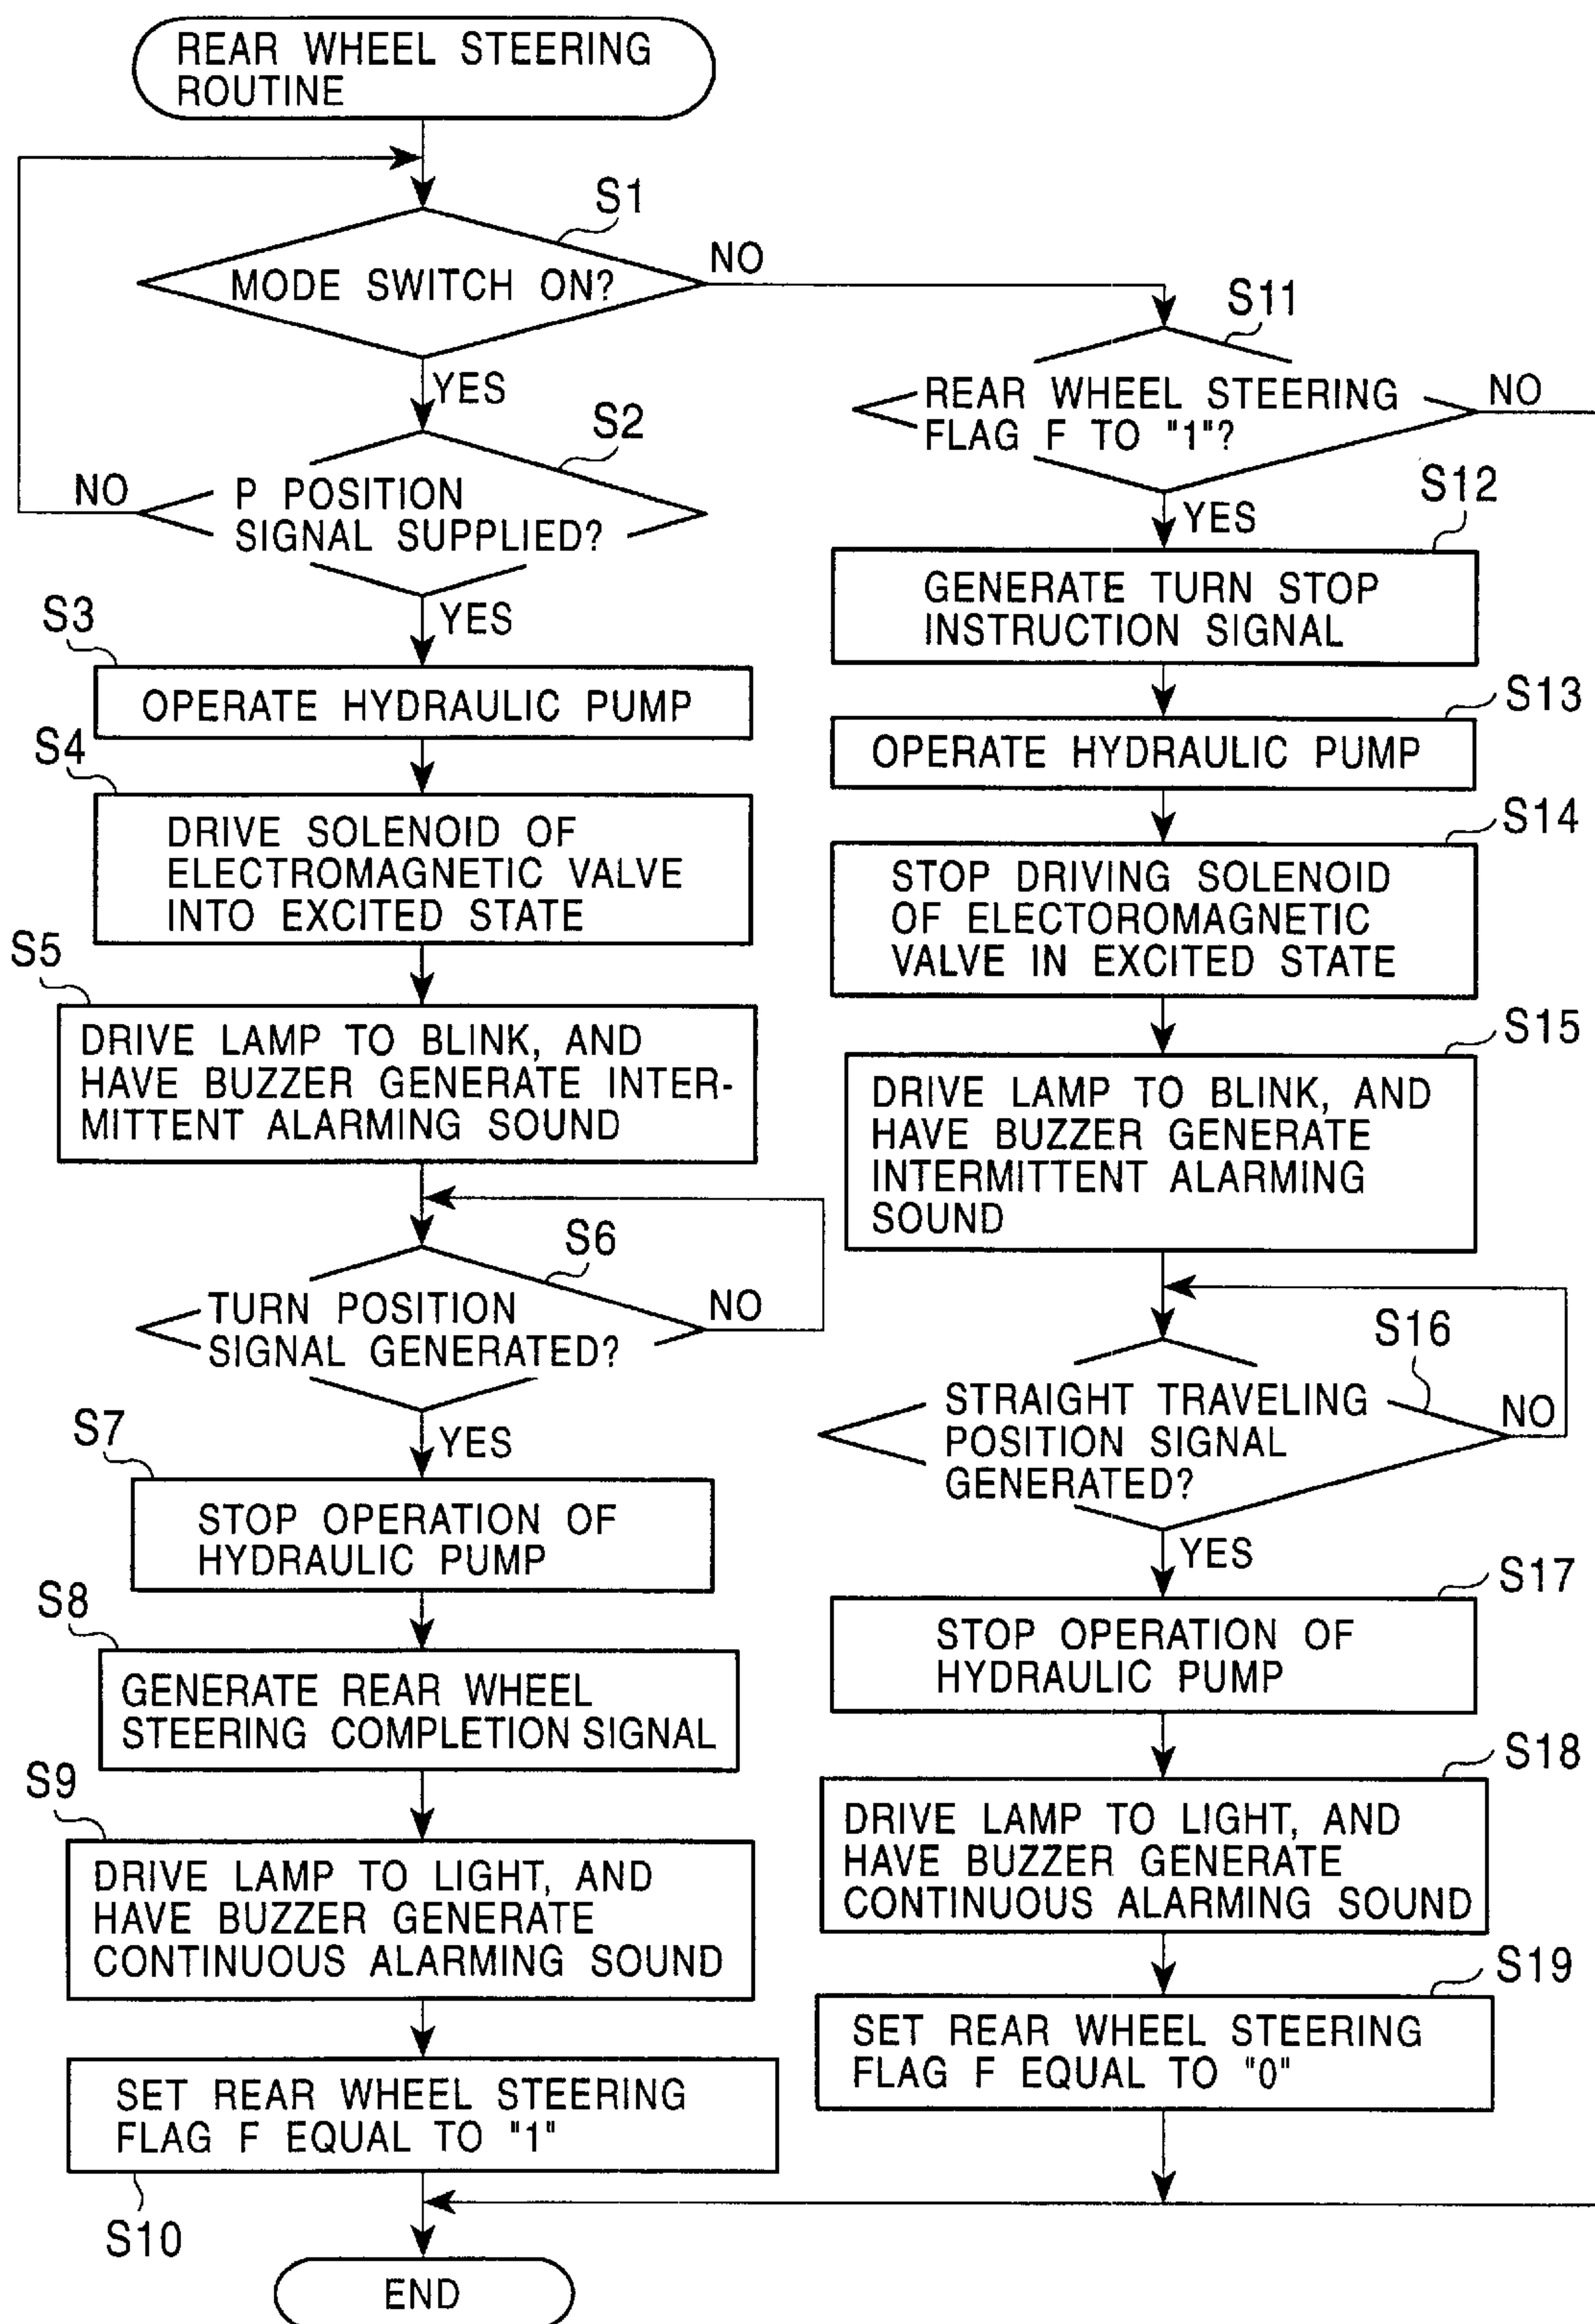 REAR WHEEL STEERING
ROUTINE
S1
MODE SWITCH ON?
NO
YES
S2
P POSITION
SIGNAL SUPPLIED?
NO
YES
S3
OPERATE HYDRAULIC PUMP
S4
DRIVE SOLENOID OF
ELECTROMAGNETIC VALVE
INTO EXCITED STATE
S5
DRIVE LAMP TO BLINK, AND
HAVE BUZZER GENERATE INTER-
MITTENT ALARMING SOUND
S6
TURN POSITION
SIGNAL GENERATED?
NO
YES
S7
STOP OPERATION OF
HYDRAULIC PUMP
S8
GENERATE REAR WHEEL
STEERING COMPLETION SIGNAL
S9
DRIVE LAMP TO LIGHT, AND
HAVE BUZZER GENERATE
CONTINUOUS ALARMING SOUND
SET REAR WHEEL STEERING
FLAG F EQUAL TO "1"
S10
END
S11
REAR WHEEL STEERING
FLAG F TO "1"?
NO
YES
S12
GENERATE TURN STOP
INSTRUCTION SIGNAL
S13
OPERATE HYDRAULIC PUMP
S14
STOP DRIVING SOLENOID
OF ELECTOROMAGNETIC
VALVE IN EXCITED STATE
S15
DRIVE LAMP TO BLINK, AND
HAVE BUZZER GENERATE
INTERMITTENT ALARMING
SOUND
S16
STRAIGHT TRAVELING
POSITION SIGNAL
GENERATED?
NO
YES
S17
STOP OPERATION OF
HYDRAULIC PUMP
S18
DRIVE LAMP TO LIGHT, AND
HAVE BUZZER GENERATE
CONTINUOUS ALARMING SOUND
S19
SET REAR WHEEL STEERING
FLAG F EQUAL TO "0"